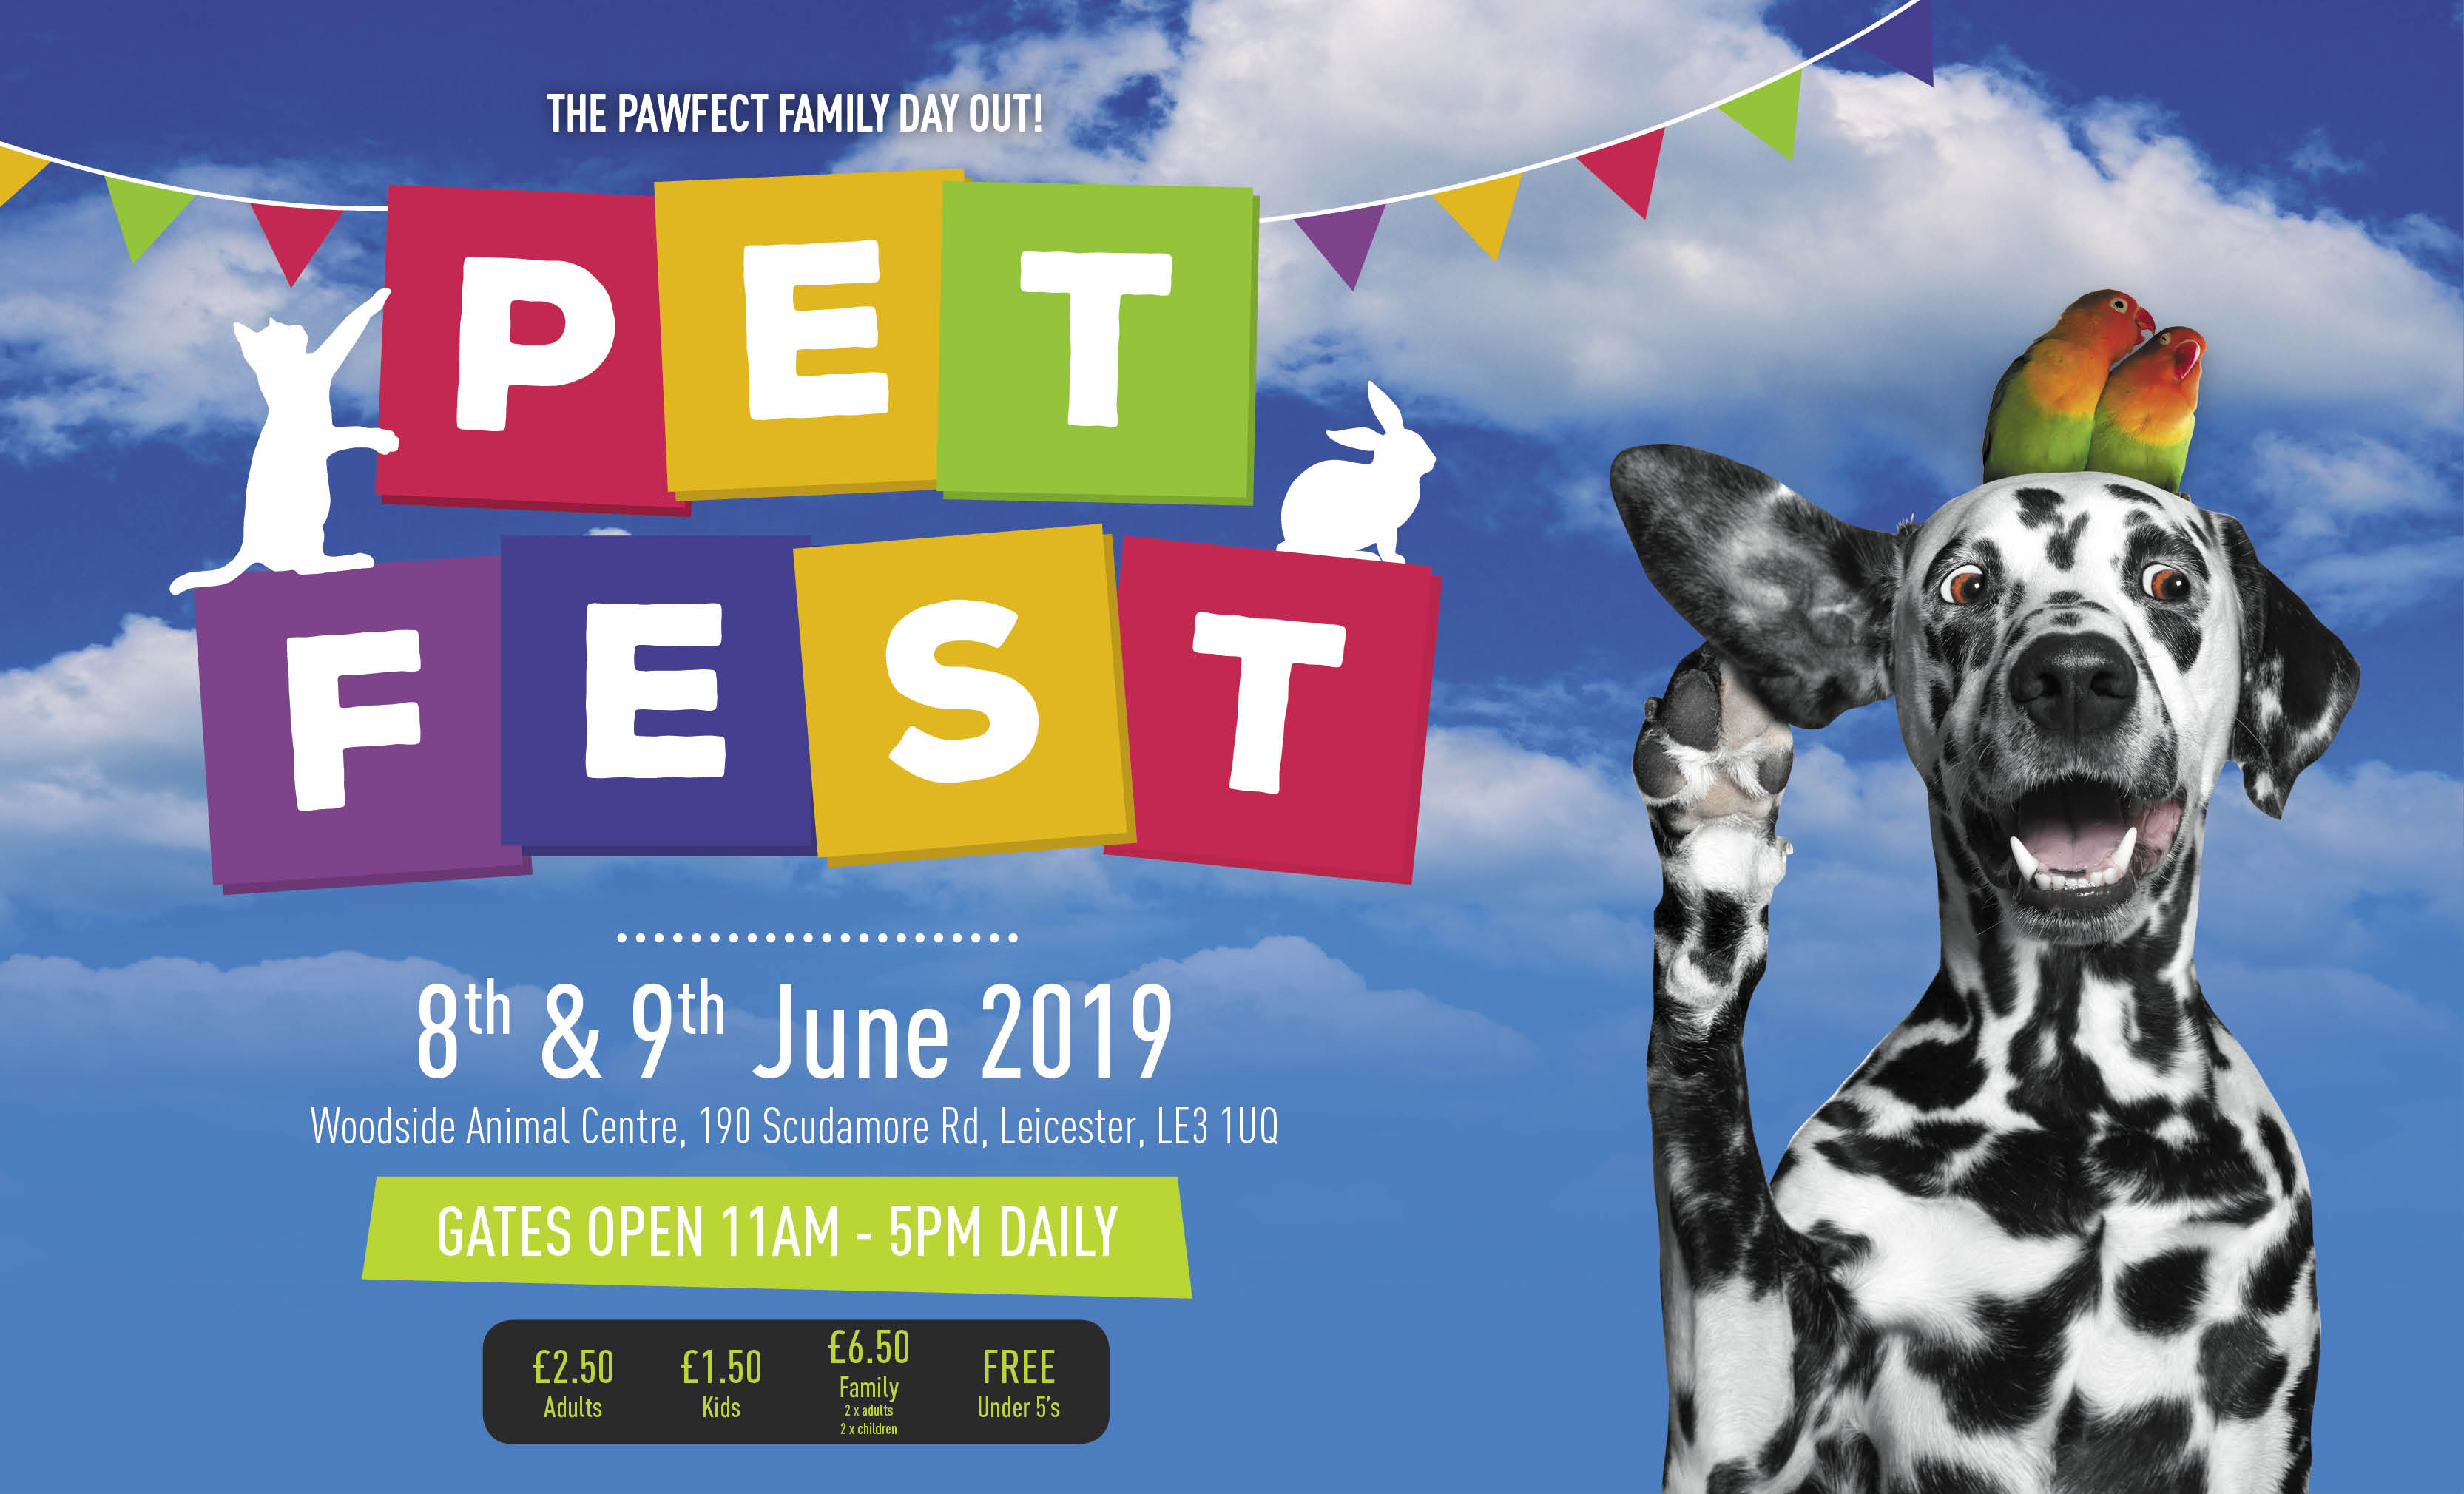 THE PAWFECT FAMILY DAY OUT!
PET
FEST
8th & 9th June 2019
Woodside Animal Centre, 190 Scudamore Rd, Leicester, LE3 1UQ
GATES OPEN 11AM - 5PM DAILY
£2.50
Adults
£1.50
Kids
£6.50
Family
2 x adults
2 x children
FREE
Under 5's